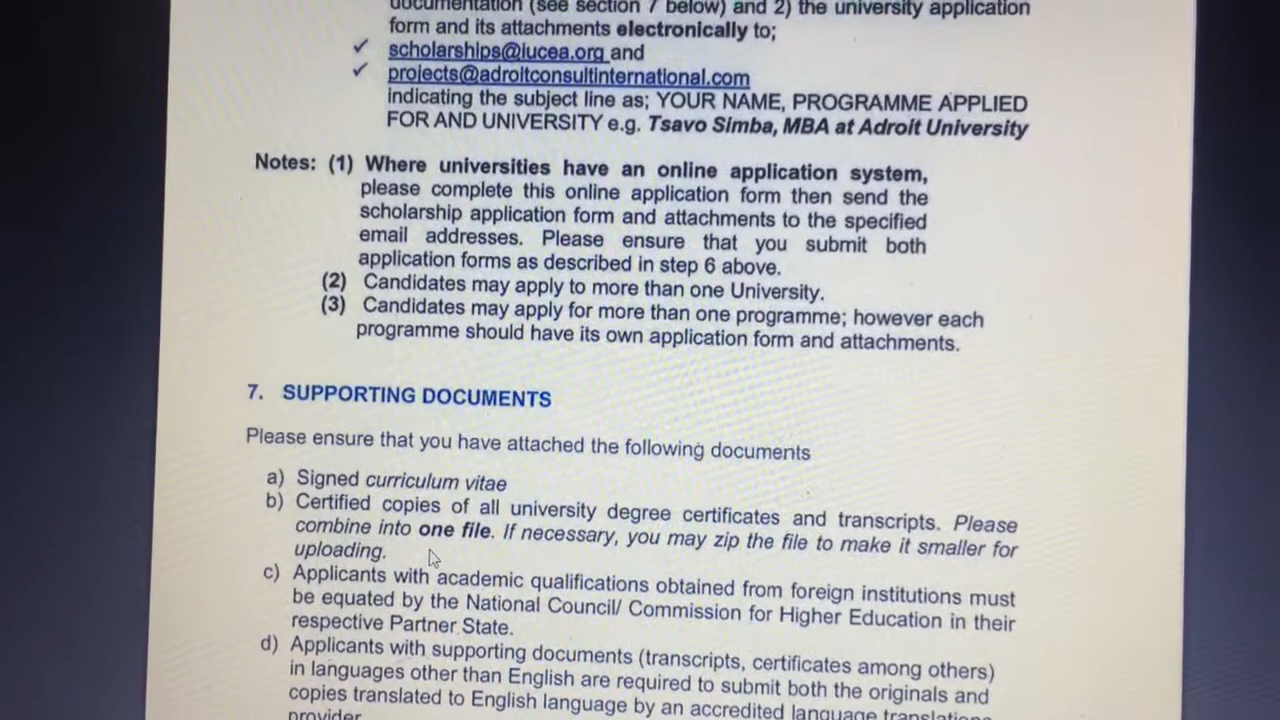 documentation (see section 7 below) and 2) the university application
form and its attachments electronically to;
✓ scholarships@iucea.org and
✓ projects@adroitconsultinternational.com
indicating the subject line as; YOUR NAME, PROGRAMME APPLIED
FOR AND UNIVERSITY e.g. Tsavo Simba, MBA at Adroit University
Notes: (1) Where universities have an online application system,
please complete this online application form then send the
scholarship application form and attachments to the specified
email addresses. Please ensure that you submit both
application forms as described in step 6 above.
(2) Candidates may apply to more than one University.
(3) Candidates may apply for more than one programme; however each
programme should have its own application form and attachments.
7. SUPPORTING DOCUMENTS
Please ensure that you have attached the following documents
a) Signed curriculum vitae
b) Certified copies of all university degree certificates and transcripts. Please
combine into one file. If necessary, you may zip the file to make it smaller for
uploading.
c) Applicants with academic qualifications obtained from foreign institutions must
be equated by the National Council/ Commission for Higher Education in their
respective Partner State.
d) Applicants with supporting documents (transcripts, certificates among others)
in languages other than English are required to submit both the originals and
copies translated to English language by an accredited language translations
provider